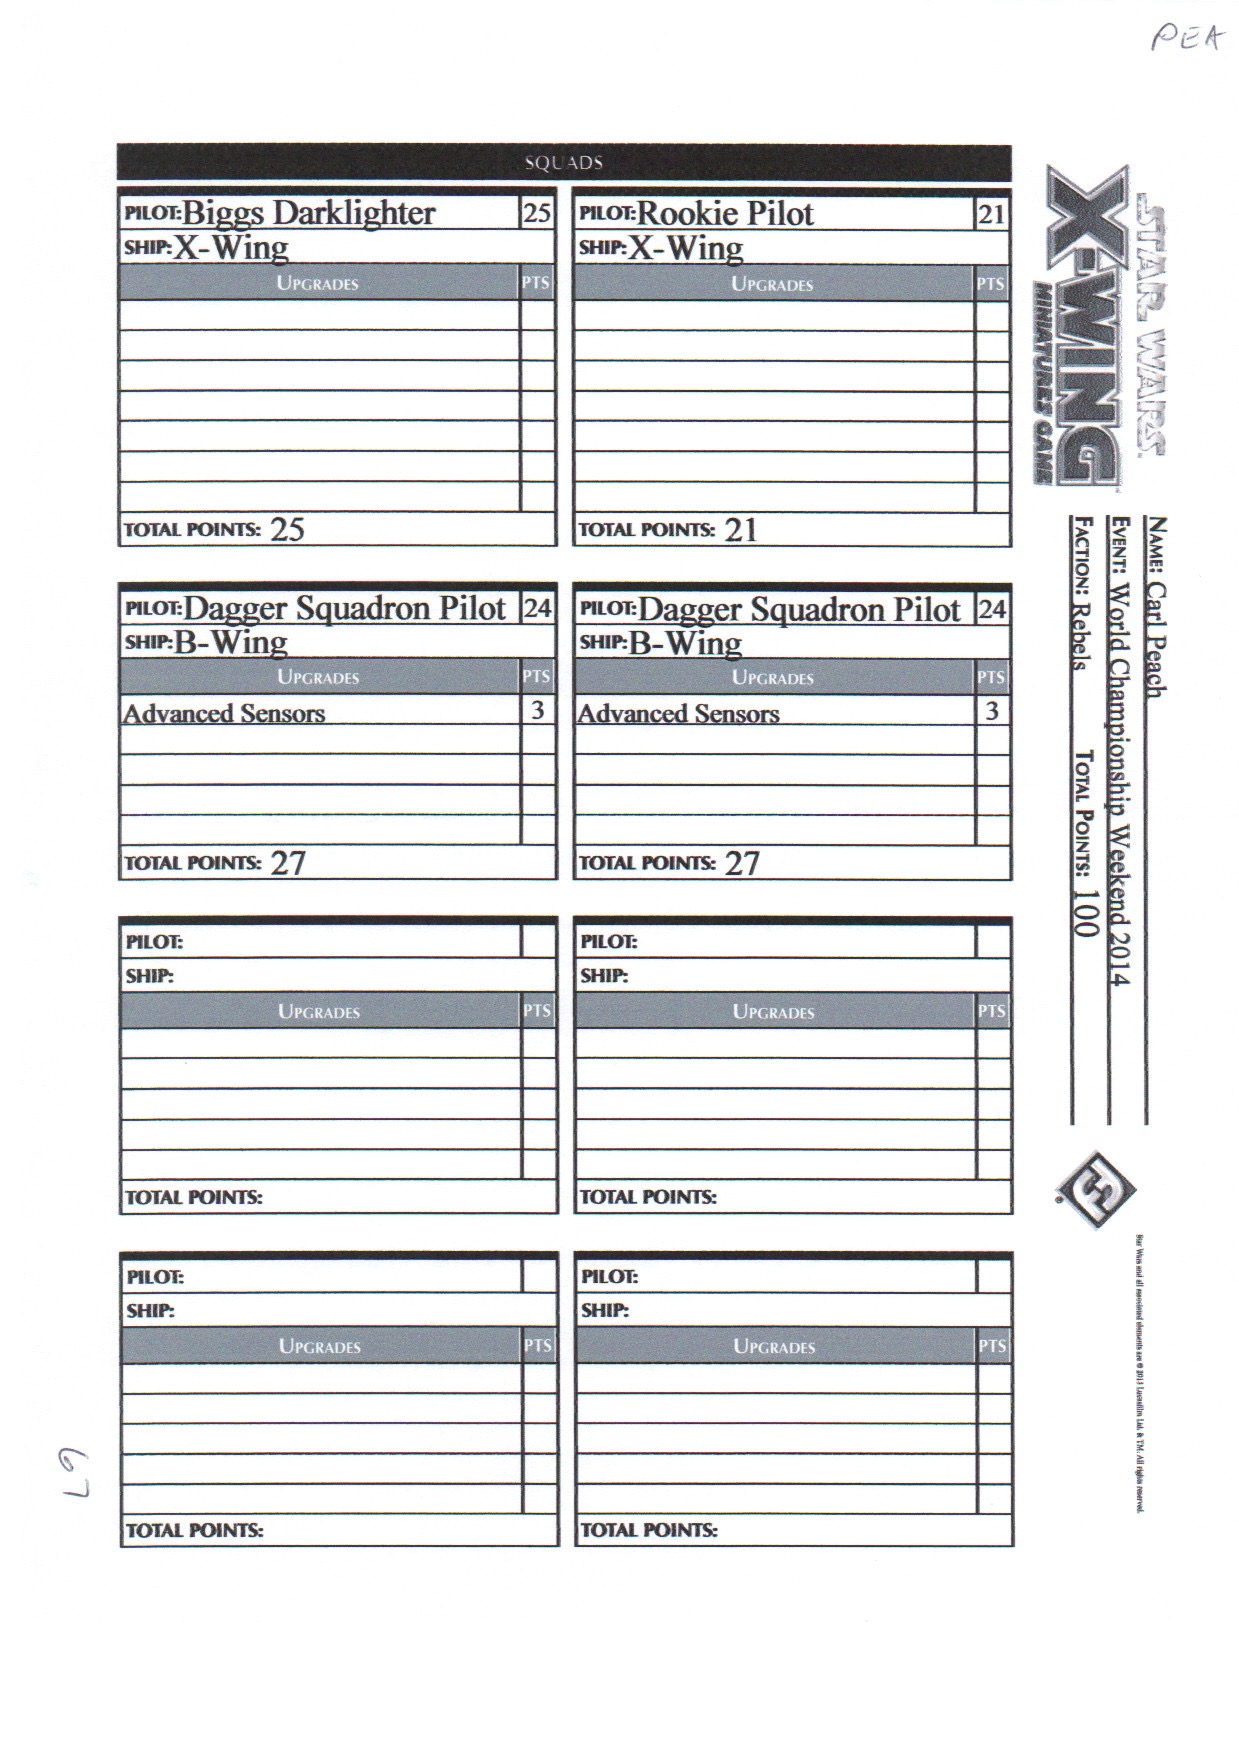 PEA
SQUADS
PILOT: Biggs Darklighter 25
SHIP: X-Wing
UPGRADES PTS
TOTAL POINTS: 25
PILOT: Rookie Pilot 21
SHIP: X-Wing
UPGRADES PTS
TOTAL POINTS: 21
PILOT: Dagger Squadron Pilot 24
SHIP: B-Wing
UPGRADES PTS
Advanced Sensors 3
TOTAL POINTS: 27
PILOT: Dagger Squadron Pilot 24
SHIP: B-Wing
UPGRADES PTS
Advanced Sensors 3
TOTAL POINTS: 27
PILOT:
SHIP:
UPGRADES PTS
TOTAL POINTS:
PILOT:
SHIP:
UPGRADES PTS
TOTAL POINTS:
PILOT:
SHIP:
UPGRADES PTS
TOTAL POINTS:
PILOT:
SHIP:
UPGRADES PTS
TOTAL POINTS:
STAR WARS
X-WING
MINIATURES GAME
NAME: Carl Peach
EVENT: World Championship Weekend 2014
FACTION: Rebels TOTAL POINTS: 100
Star Wars and all associated elements are © 2013 Lucasfilm Ltd. & TM. All rights reserved.
67